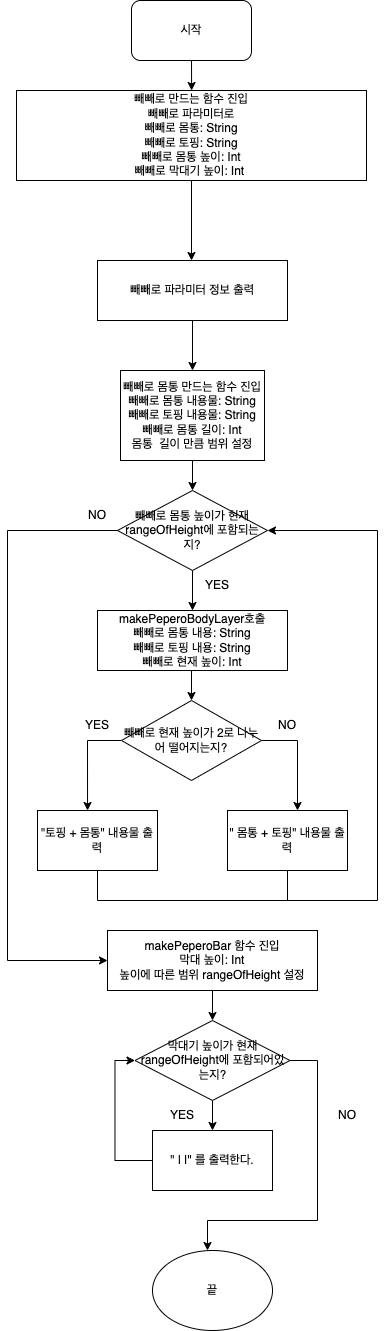 시작
빼빼로 만드는 함수 진입
빼빼로 파라미터로
빼빼로 몸통: String
빼빼로 토핑: String
빼빼로 몸통 높이: Int
빼빼로 막대기 높이: Int
빼빼로 파라미터 정보 출력
빼빼로 몸통 만드는 함수 진입
빼빼로 몸통 내용물: String
빼빼로 토핑 내용물: String
빼빼로 몸통 길이: Int
몸통 길이 만큼 범위 설정
NO
빼빼로 몸통 높이가 현재
rangeOfHeight에 포함되는
지?
YES
makePeperoBodyLayer호출
빼빼로 몸통 내용: String
빼빼로 토핑 내용: String
빼빼로 현재 높이: Int
YES
빼빼로 현재 높이가 2로 나누
어 떨어지는지?
NO
"토핑 + 몸통" 내용물 출
력
" 몸통 + 토핑" 내용물 출
력
makePeperoBar 함수 진입
막대 높이: Int
높이에 따른 범위 rangeOfHeight 설정
막대기 높이가 현재
rangeOfHeight에 포함되어있
는지?
YES
NO
" | |" 를 출력한다.
끝